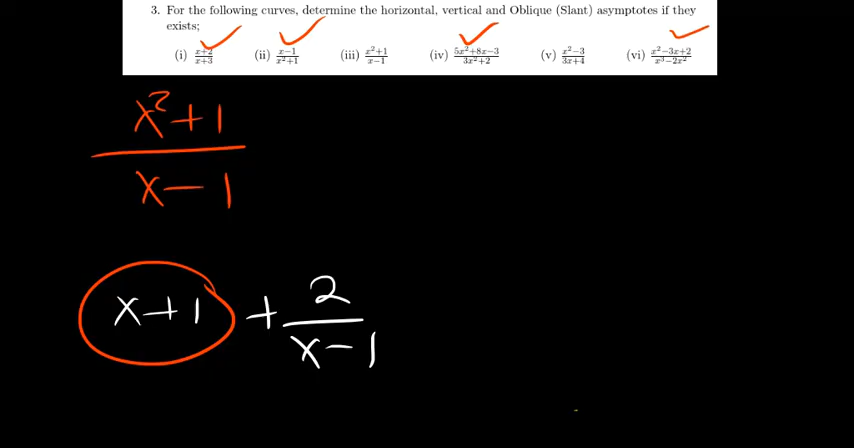 3. For the following curves, determine the horizontal, vertical and Oblique (Slant) asymptotes if they
exists;
(i) x+2/x+3 (ii) x−1/x²+1 (iii) x²+1/x−1 (iv) 5x²+8x−3/3x²+2 (v) x²−3/3x+4 (vi) x²−3x+2/x³−2x²
x²+1
x−1
x+1 + 2/x−1